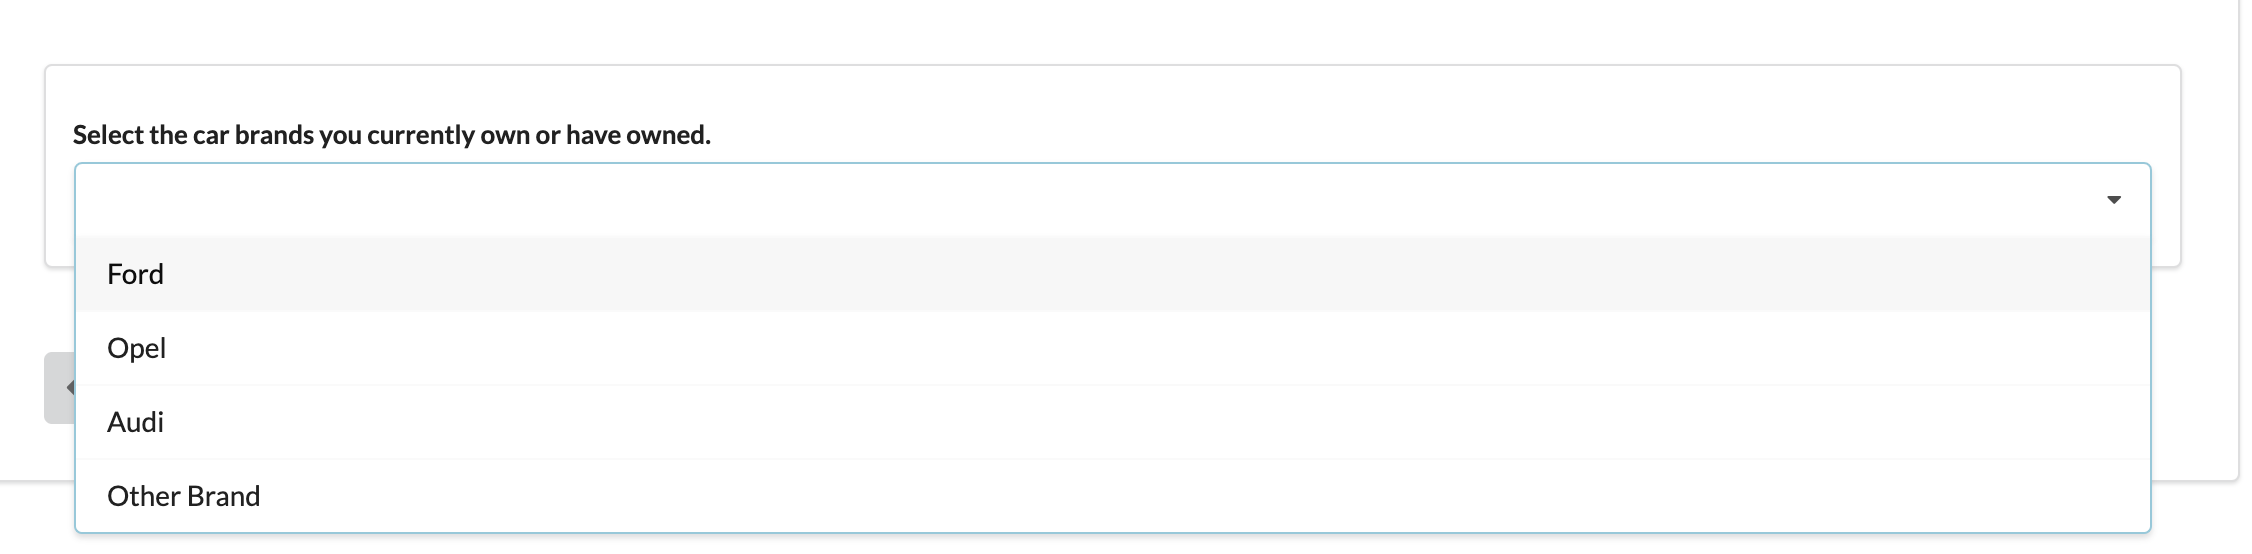 Select the car brands you currently own or have owned.
Ford
Opel
Audi
Other Brand